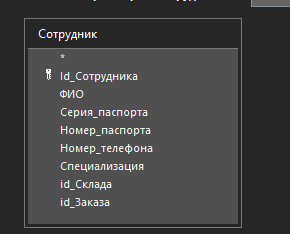 Сотрудник
*
Id_Сотрудника
ФИО
Серия_паспорта
Номер_паспорта
Номер_телефона
Специализация
id_Склада
id_Заказа